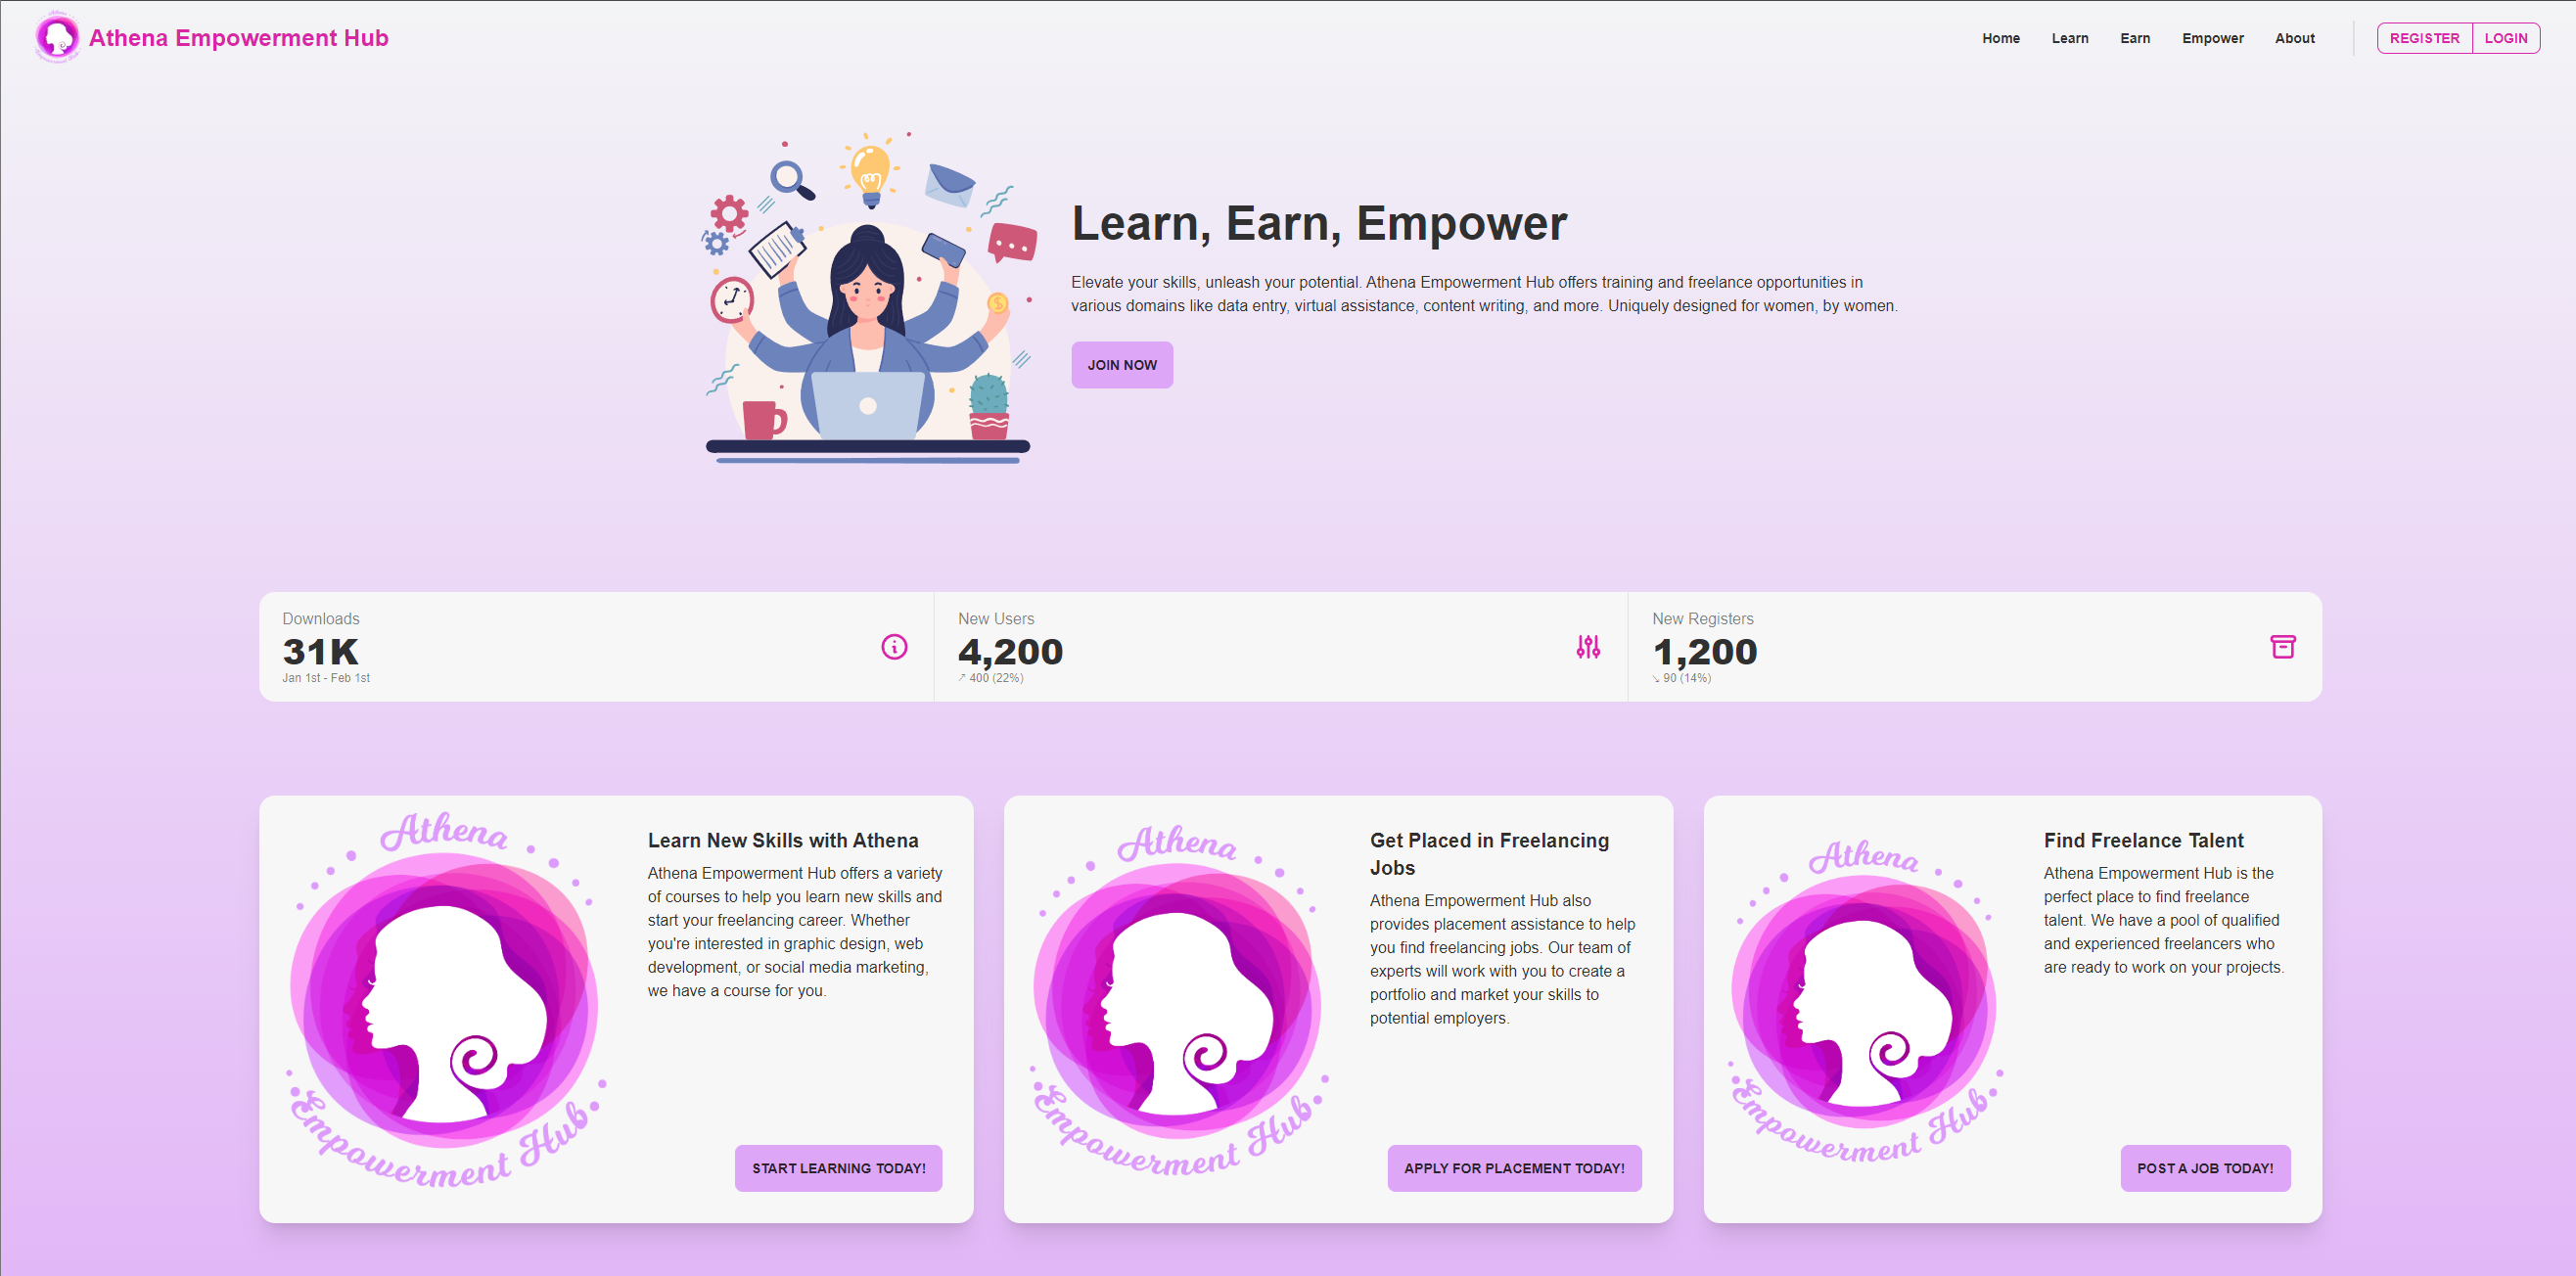 Athena Empowerment Hub
Home Learn Earn Empower About REGISTER LOGIN
Learn, Earn, Empower
Elevate your skills, unleash your potential. Athena Empowerment Hub offers training and freelance opportunities in
various domains like data entry, virtual assistance, content writing, and more. Uniquely designed for women, by women.
JOIN NOW
Downloads
31K
Jan 1st - Feb 1st
New Users
4,200
↗ 400 (22%)
New Registers
1,200
↘ 90 (14%)
Athena
Empowerment Hub
Learn New Skills with Athena
Athena Empowerment Hub offers a variety
of courses to help you learn new skills and
start your freelancing career. Whether
you're interested in graphic design, web
development, or social media marketing,
we have a course for you.
START LEARNING TODAY!
Athena
Empowerment Hub
Get Placed in Freelancing
Jobs
Athena Empowerment Hub also
provides placement assistance to help
you find freelancing jobs. Our team of
experts will work with you to create a
portfolio and market your skills to
potential employers.
APPLY FOR PLACEMENT TODAY!
Athena
Empowerment Hub
Find Freelance Talent
Athena Empowerment Hub is the
perfect place to find freelance
talent. We have a pool of qualified
and experienced freelancers who
are ready to work on your projects.
POST A JOB TODAY!